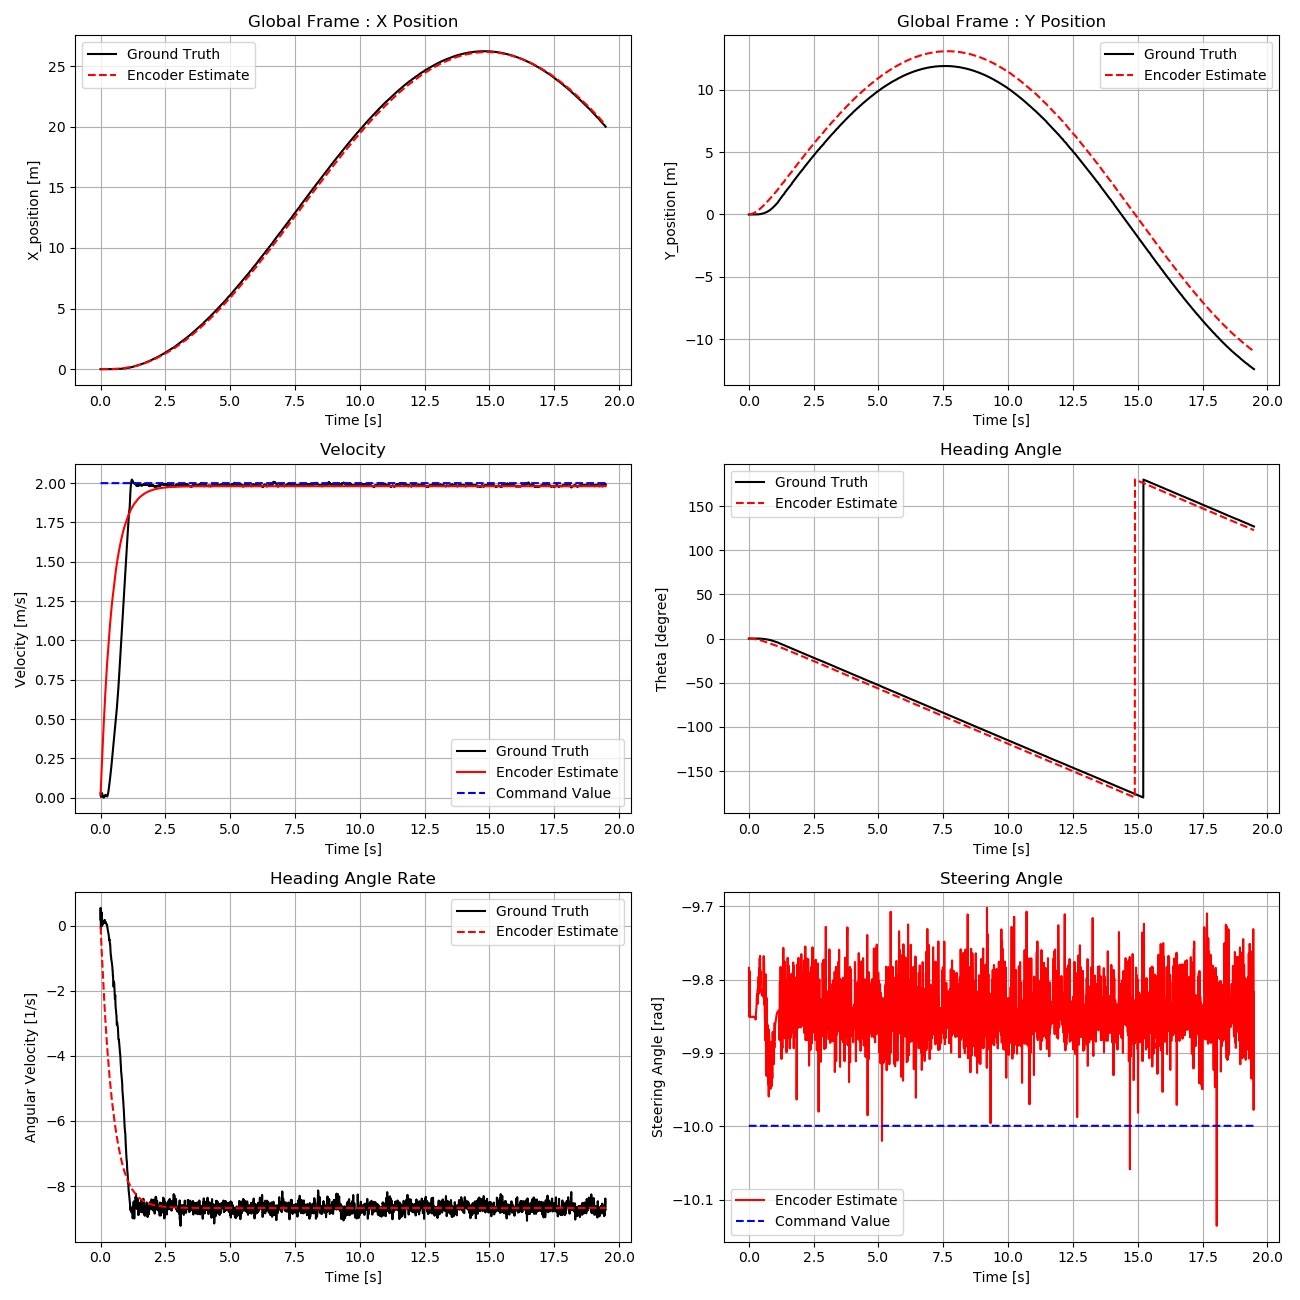 Global Frame : X Position
Ground Truth
Encoder Estimate
X_position [m]
25
20
15
10
5
0
0.0 2.5 5.0 7.5 10.0 12.5 15.0 17.5 20.0
Time [s]
Global Frame : Y Position
Ground Truth
Encoder Estimate
Y_position [m]
10
5
0
−5
−10
0.0 2.5 5.0 7.5 10.0 12.5 15.0 17.5 20.0
Time [s]
Velocity
Velocity [m/s]
2.00
1.75
1.50
1.25
1.00
0.75
0.50
0.25
0.00
Ground Truth
Encoder Estimate
Command Value
0.0 2.5 5.0 7.5 10.0 12.5 15.0 17.5 20.0
Time [s]
Heading Angle
Ground Truth
Encoder Estimate
Theta [degree]
150
100
50
0
−50
−100
−150
0.0 2.5 5.0 7.5 10.0 12.5 15.0 17.5 20.0
Time [s]
Heading Angle Rate
Ground Truth
Encoder Estimate
Angular Velocity [1/s]
0
−2
−4
−6
−8
0.0 2.5 5.0 7.5 10.0 12.5 15.0 17.5 20.0
Time [s]
Steering Angle
Steering Angle [rad]
−9.7
−9.8
−9.9
−10.0
−10.1
Encoder Estimate
Command Value
0.0 2.5 5.0 7.5 10.0 12.5 15.0 17.5 20.0
Time [s]